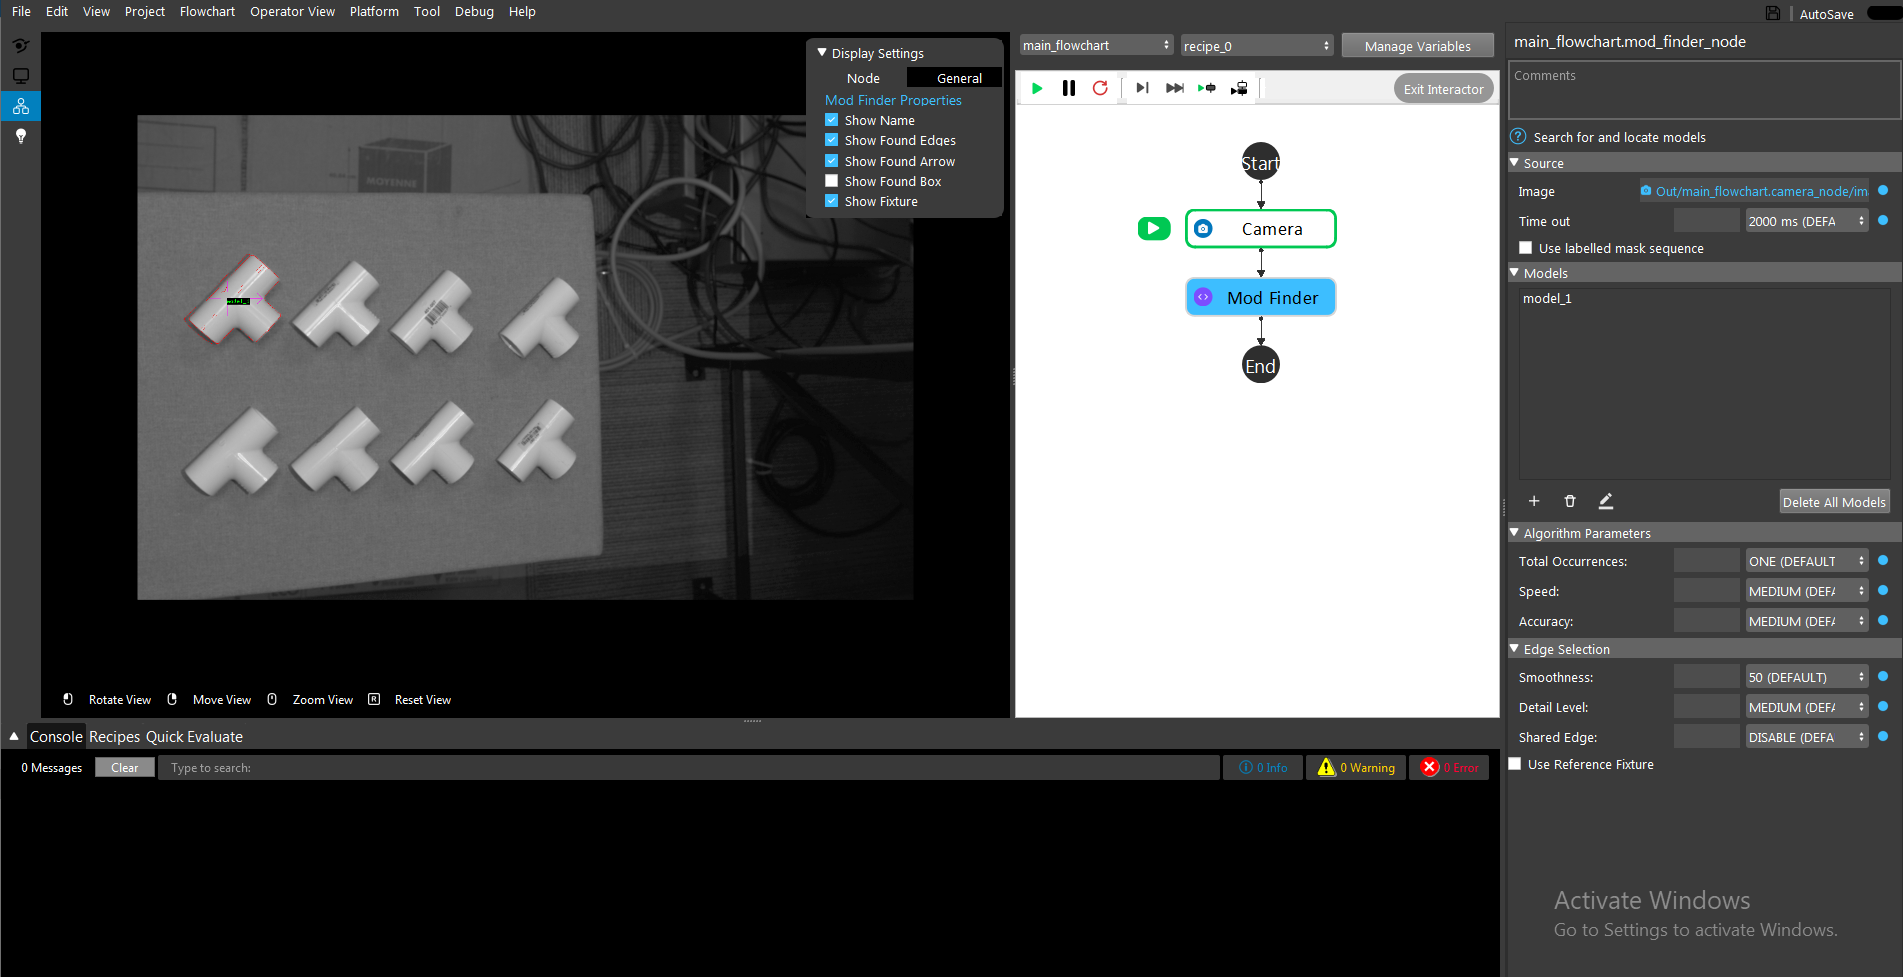 File Edit View Project Flowchart Operator View Platform Tool Debug Help
AutoSave
Display Settings
Node General
Mod Finder Properties
Show Name
Show Found Edges
Show Found Arrow
Show Found Box
Show Fixture
MOYENNE
model_1
Rotate View Move View Zoom View R Reset View
main_flowchart recipe_0 Manage Variables
Exit Interactor
Start
Camera
Mod Finder
End
main_flowchart.mod_finder_node
Comments
? Search for and locate models
Source
Image Out/main_flowchart.camera_node/im
Time out 2000 ms (DEFA
Use labelled mask sequence
Models
model_1
Delete All Models
Algorithm Parameters
Total Occurrences: ONE (DEFAULT
Speed: MEDIUM (DEFA
Accuracy: MEDIUM (DEFA
Edge Selection
Smoothness: 50 (DEFAULT)
Detail Level: MEDIUM (DEFA
Shared Edge: DISABLE (DEFA
Use Reference Fixture
Console Recipes Quick Evaluate
0 Messages Clear Type to search: 0 Info 0 Warning 0 Error
Activate Windows
Go to Settings to activate Windows.